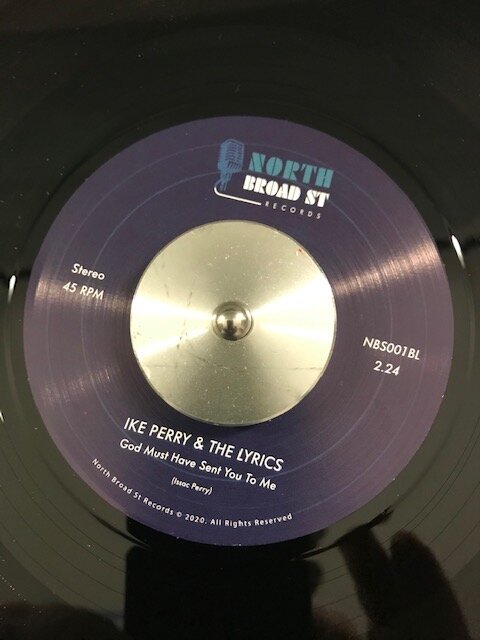 NORTH
BROAD ST
RECORDS
Stereo
45 RPM
NBS001BL
2.24
IKE PERRY & THE LYRICS
God Must Have Sent You To Me
(Issac Perry)
North Broad St Records © 2020. All Rights Reserved